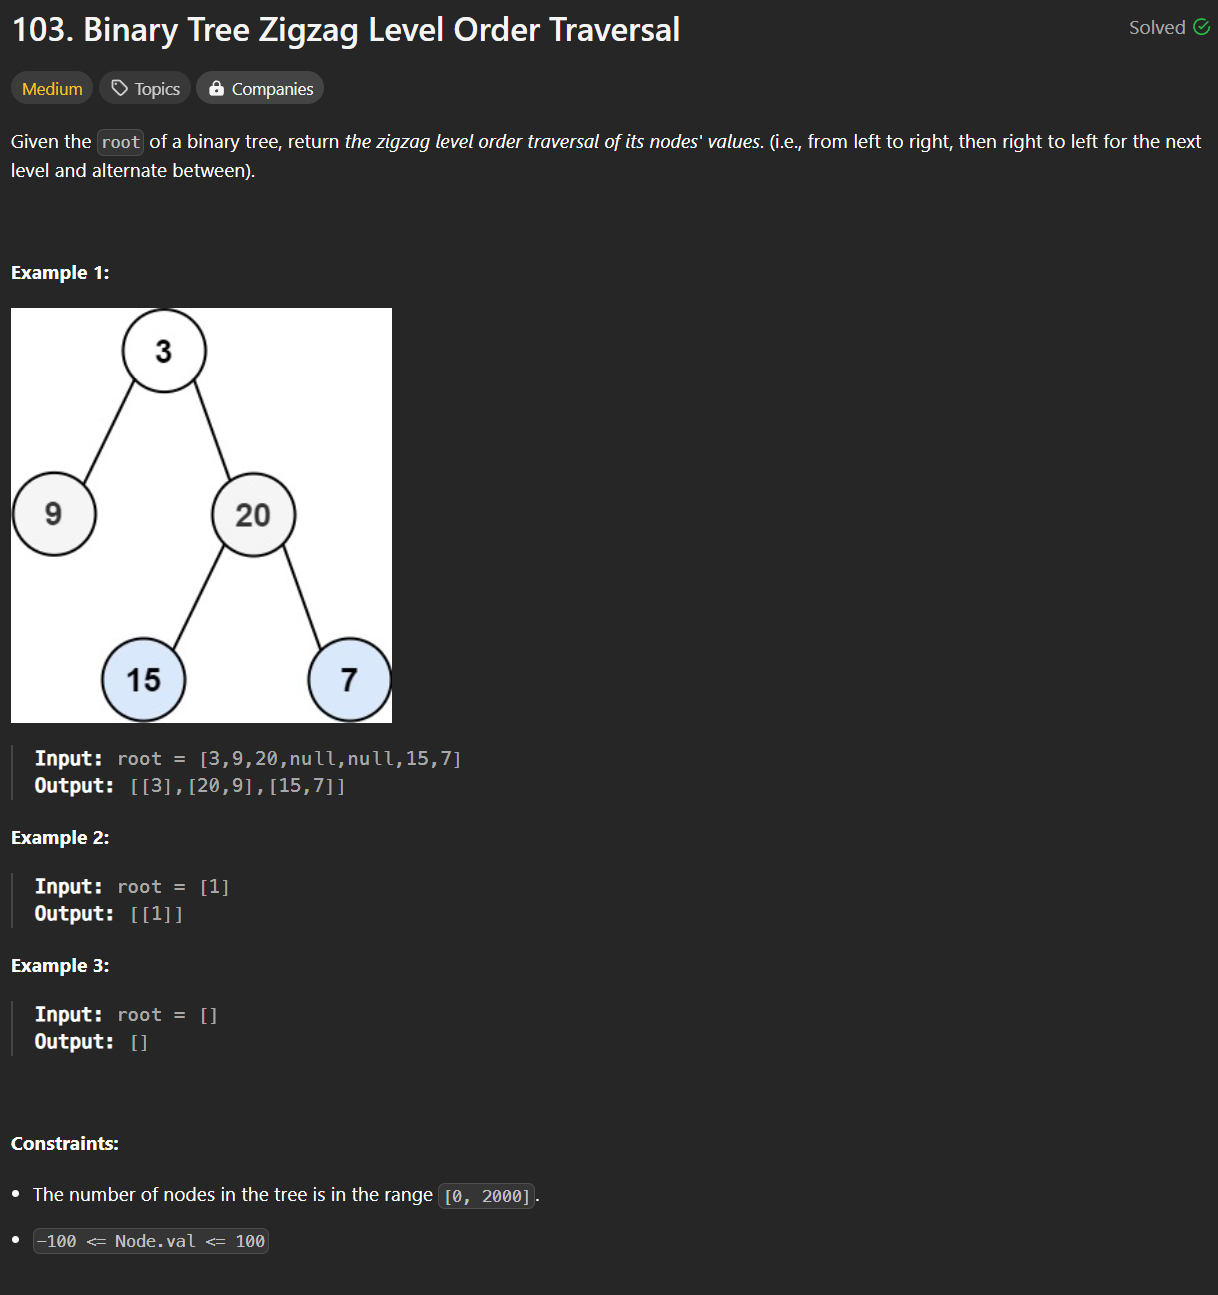 103. Binary Tree Zigzag Level Order Traversal
Solved
Medium
Topics
Companies
Given the root of a binary tree, return the zigzag level order traversal of its nodes' values. (i.e., from left to right, then right to left for the next
level and alternate between).
Example 1:
3
9
20
15
7
Input: root = [3,9,20,null,null,15,7]
Output: [[3],[20,9],[15,7]]
Example 2:
Input: root = [1]
Output: [[1]]
Example 3:
Input: root = []
Output: []
Constraints:
• The number of nodes in the tree is in the range [0, 2000].
• -100 <= Node.val <= 100